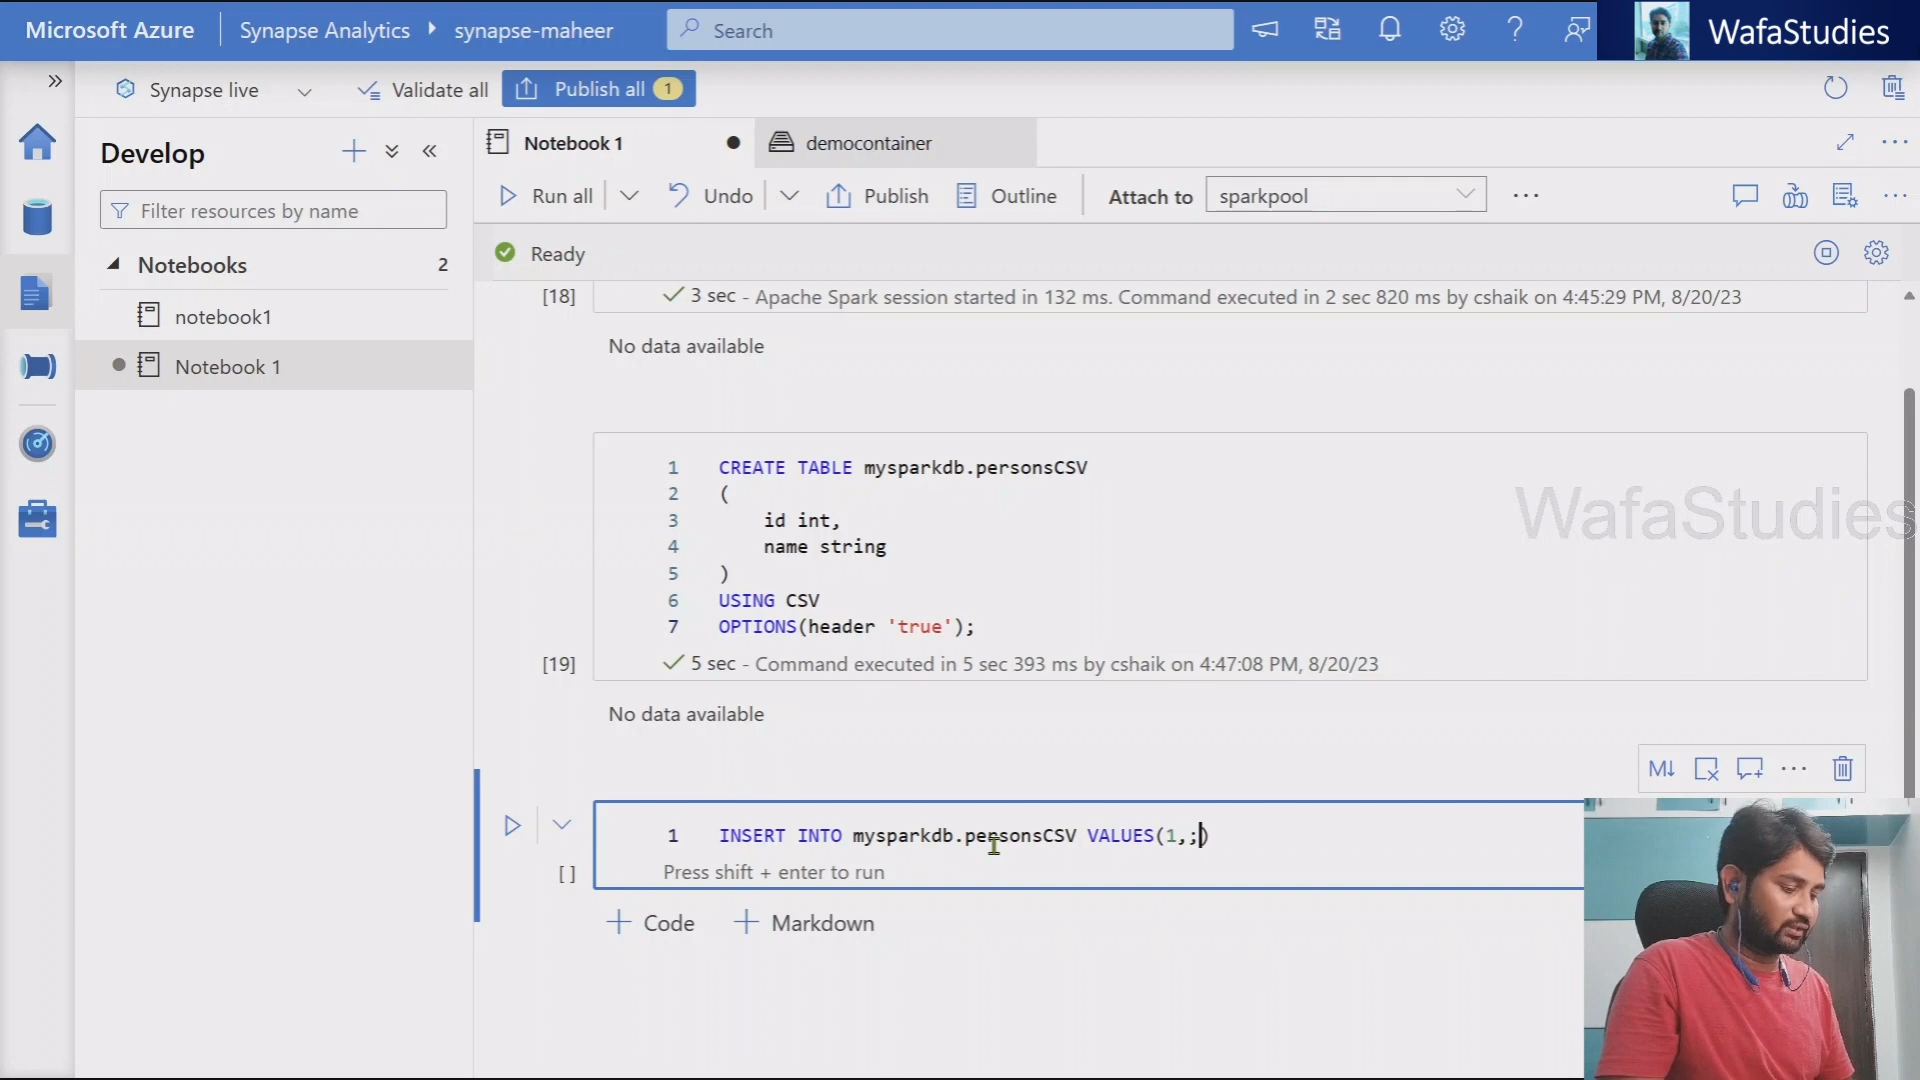 Microsoft Azure
Synapse Analytics
synapse-maheer
Search
WafaStudies
Synapse live
Validate all
Publish all
1
Develop
Notebook 1
democontainer
Run all
Undo
Publish
Outline
Attach to
sparkpool
Filter resources by name
Notebooks
2
notebook1
Notebook 1
Ready
[18]
3 sec - Apache Spark session started in 132 ms. Command executed in 2 sec 820 ms by cshaik on 4:45:29 PM, 8/20/23
No data available
1 CREATE TABLE mysparkdb.personsCSV
2 (
3 id int,
4 name string
5 )
6 USING CSV
7 OPTIONS(header 'true');
[19]
5 sec - Command executed in 5 sec 393 ms by cshaik on 4:47:08 PM, 8/20/23
WafaStudies
No data available
M↓
1 INSERT INTO mysparkdb.personsCSV VALUES(1,;)
[ ]
Press shift + enter to run
Code
Markdown